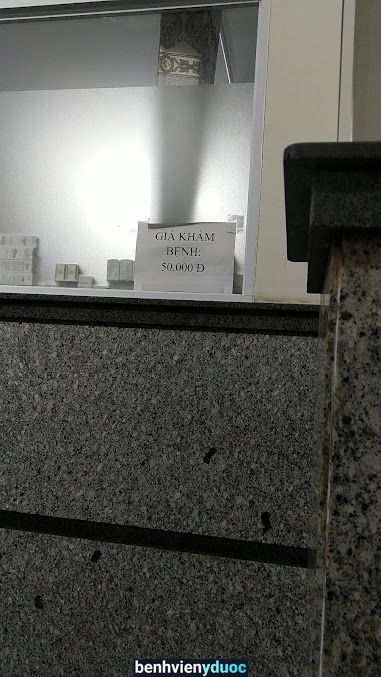 GIÁ KHÁM
BỆNH:
50.000 Đ
benhvienyduoc